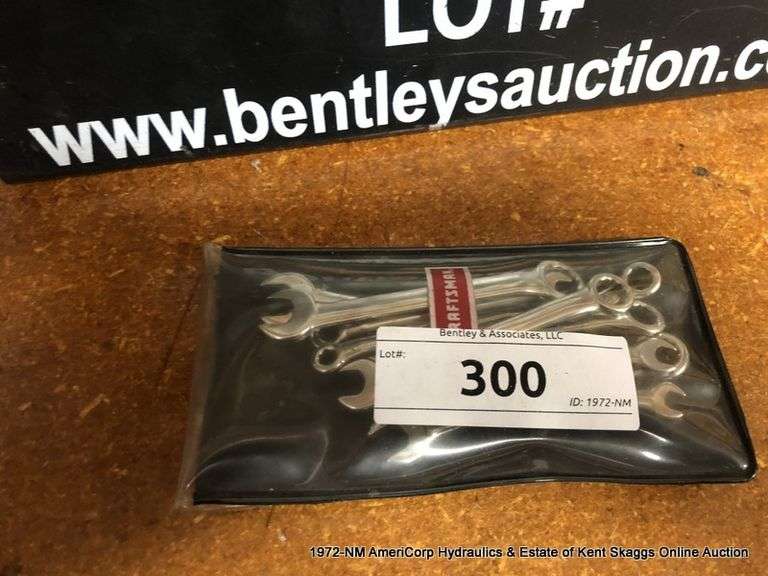 LOT#
www.bentleysauction.co
CRAFTSMAN
Bentley & Associates, LLC
Lot#:
300
ID: 1972-NM
1972-NM AmeriCorp Hydraulics & Estate of Kent Skaggs Online Auction